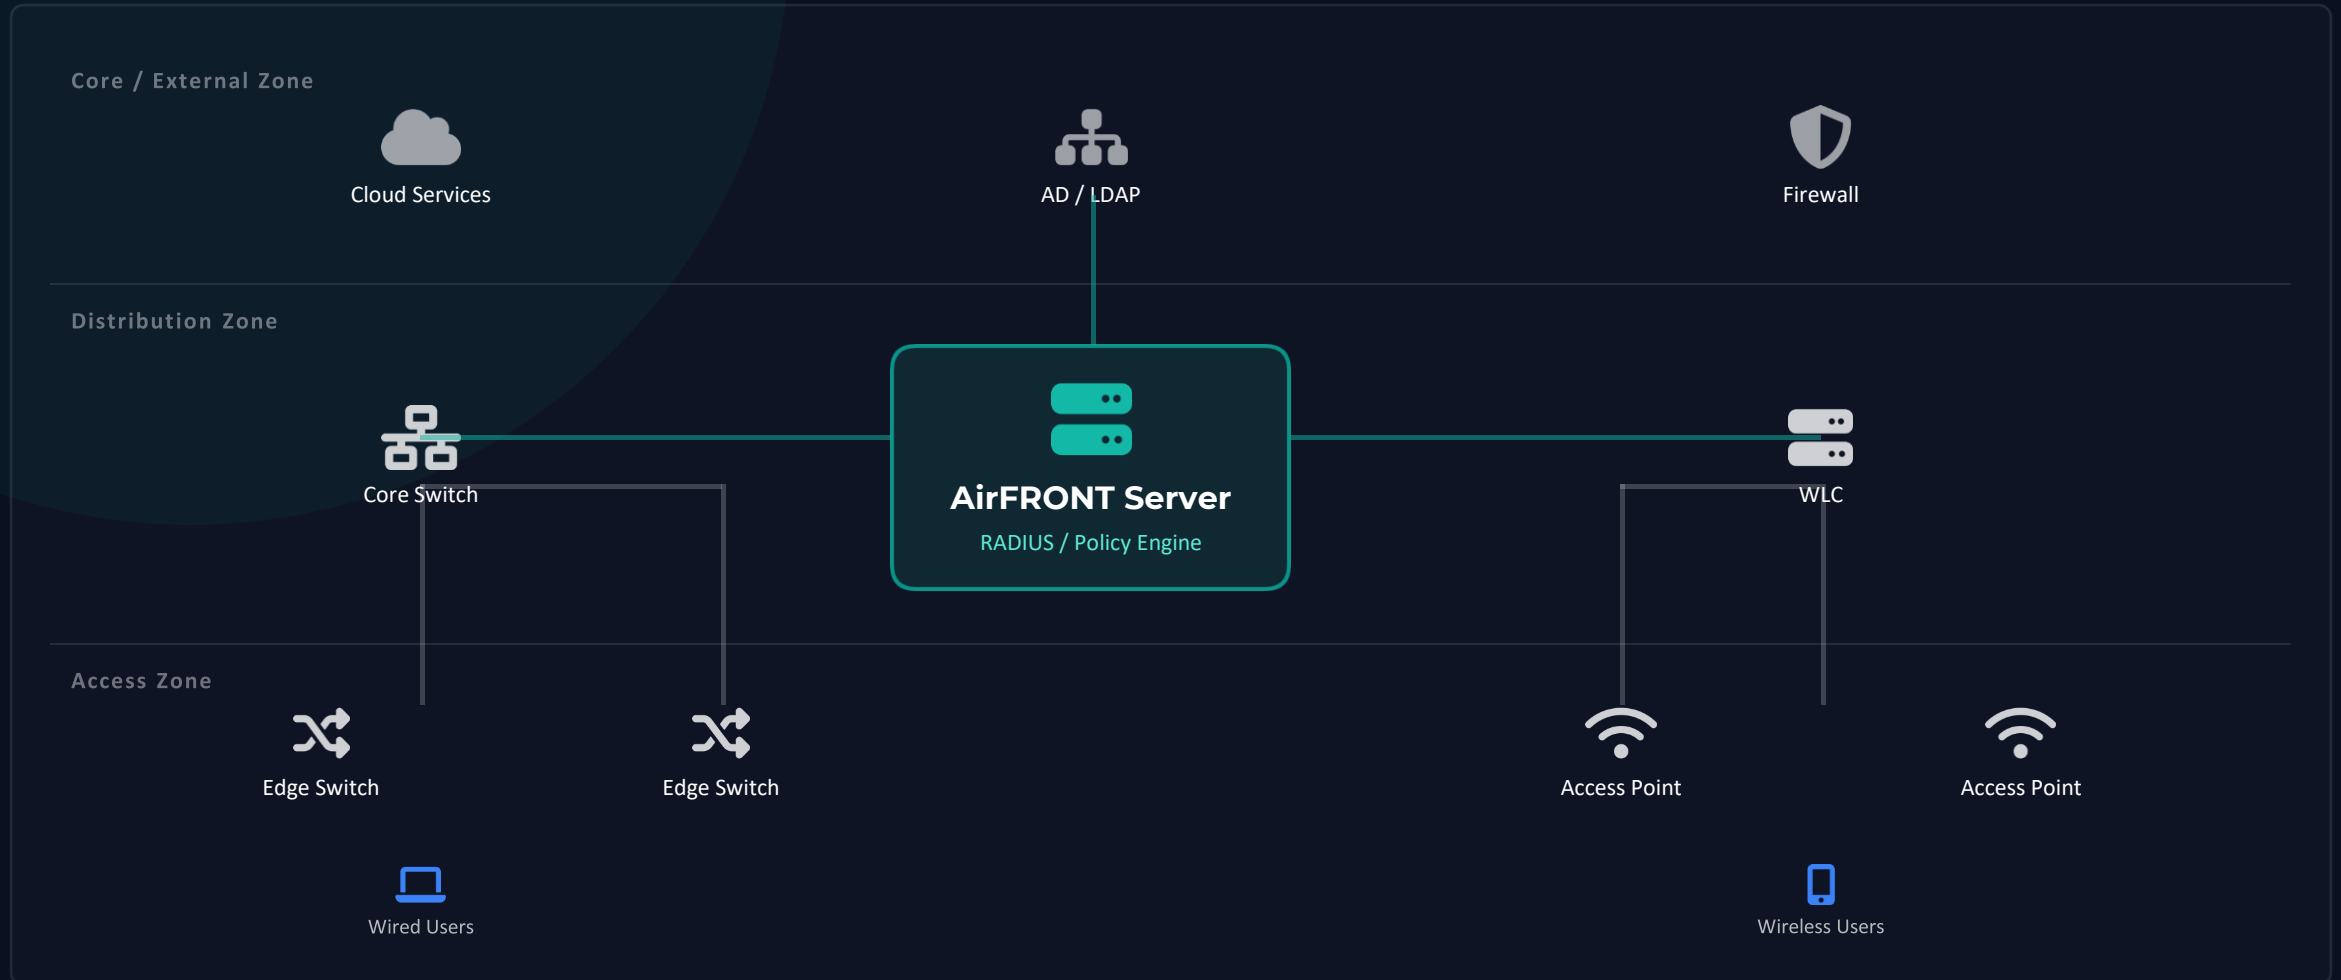 Core / External Zone
Cloud Services
AD / LDAP
Firewall
Distribution Zone
Core Switch
AirFRONT Server
RADIUS / Policy Engine
WLC
Access Zone
Edge Switch
Edge Switch
Access Point
Access Point
Wired Users
Wireless Users